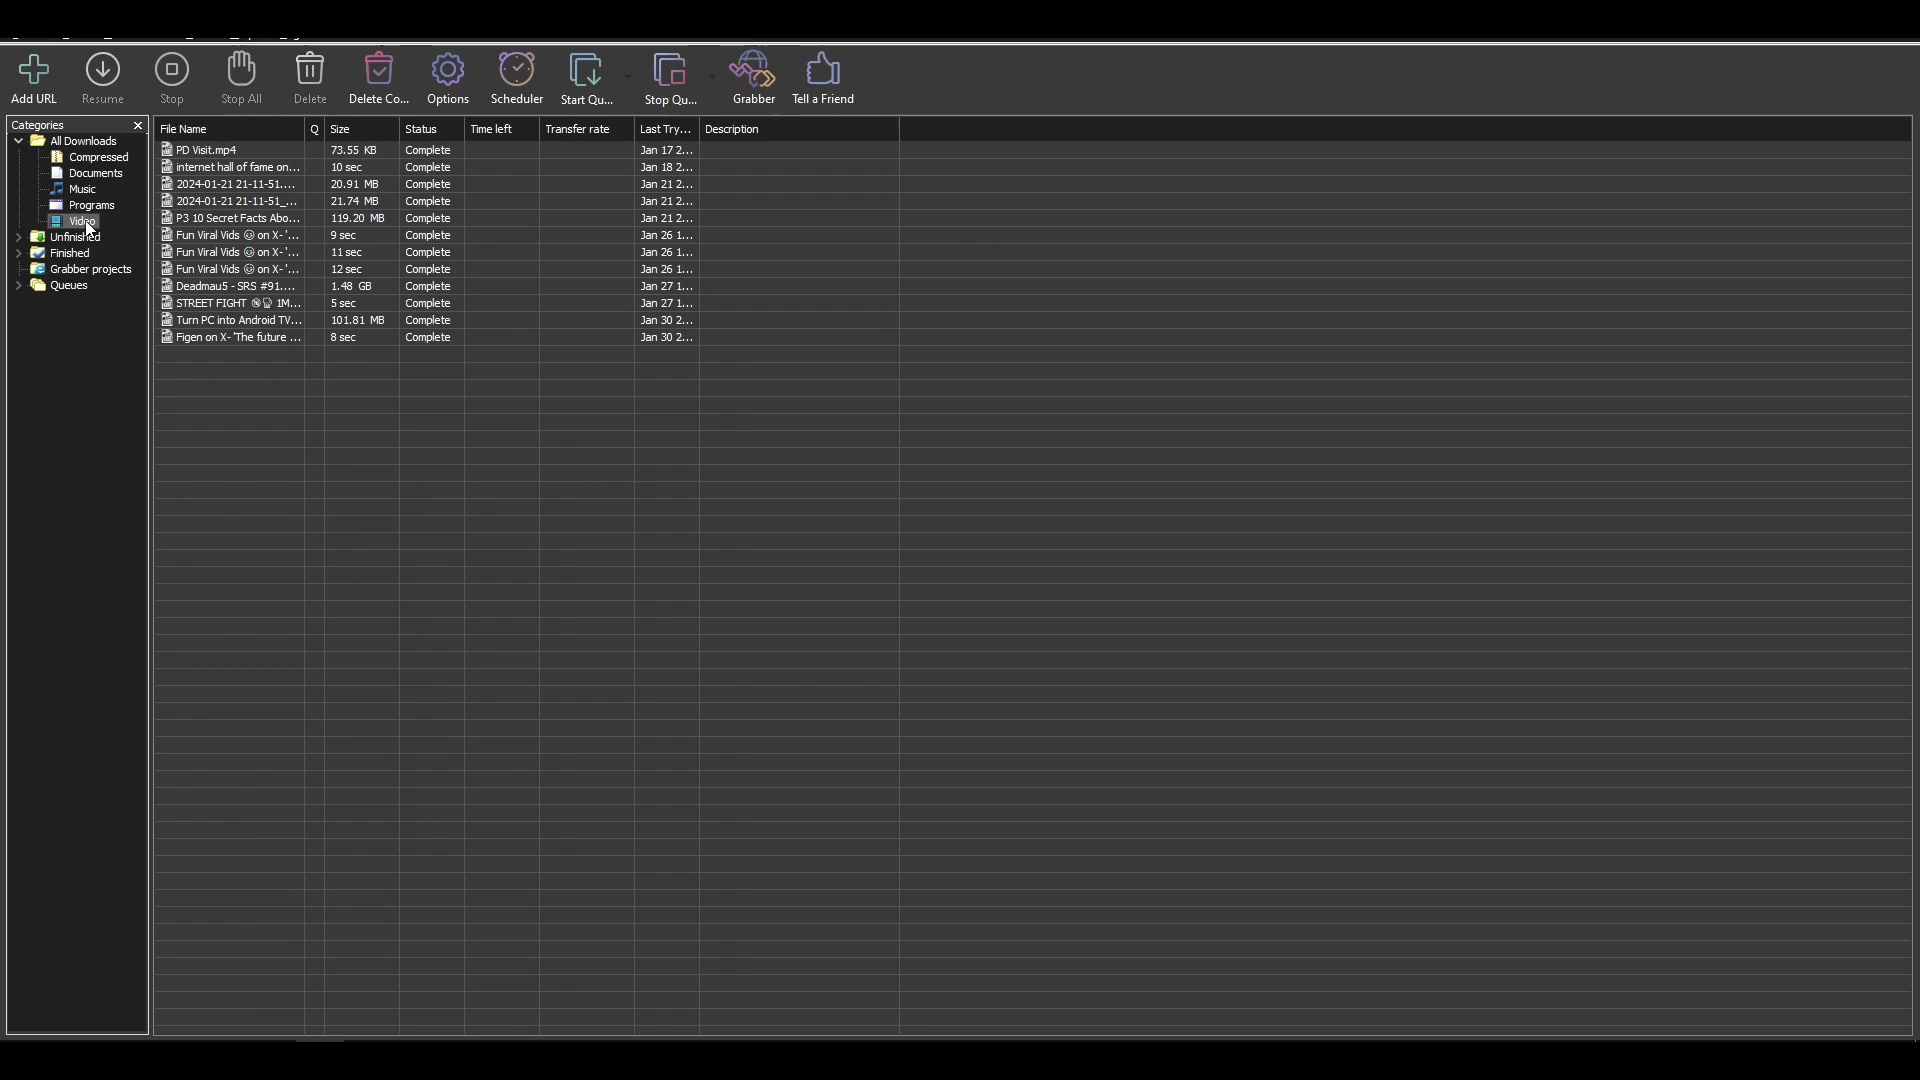 Add URL
Resume
Stop
Stop All
Delete
Delete Co...
Options
Scheduler
Start Qu...
Stop Qu...
Grabber
Tell a Friend
Categories
All Downloads
Compressed
Documents
Music
Programs
Video
Unfinished
Finished
Grabber projects
Queues
File Name Q Size Status Time left Transfer rate Last Try... Description
PD Visit.mp4 73.55 KB Complete Jan 17 2...
internet hall of fame on... 10 sec Complete Jan 18 2...
2024-01-21 21-11-51.... 20.91 MB Complete Jan 21 2...
2024-01-21 21-11-51_... 21.74 MB Complete Jan 21 2...
P3 10 Secret Facts Abo... 119.20 MB Complete Jan 21 2...
Fun Viral Vids 😊 on X- '... 9 sec Complete Jan 26 1...
Fun Viral Vids 😊 on X- '... 11 sec Complete Jan 26 1...
Fun Viral Vids 😊 on X- '... 12 sec Complete Jan 26 1...
Deadmau5 - SRS #91.... 1.48 GB Complete Jan 27 1...
STREET FIGHT 1M... 5 sec Complete Jan 27 1...
Turn PC into Android TV... 101.81 MB Complete Jan 30 2...
Figen on X- 'The future ... 8 sec Complete Jan 30 2...